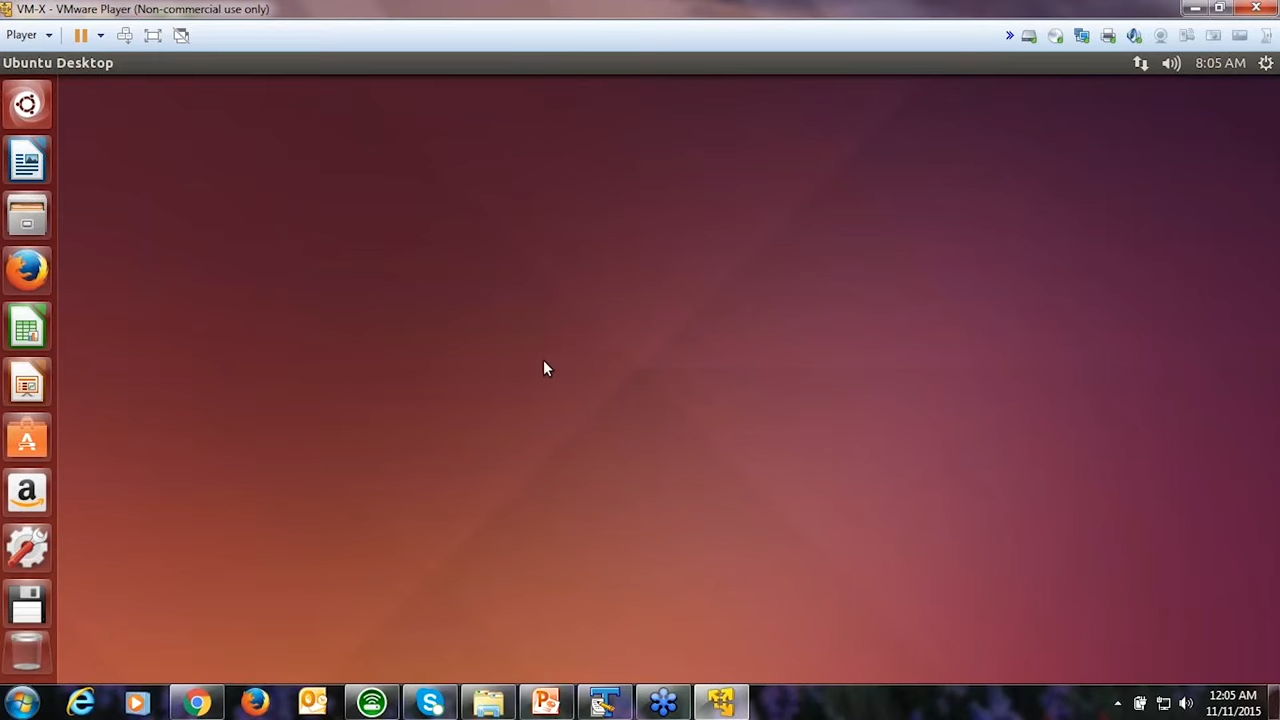 VM-X - VMware Player (Non-commercial use only)
Player
Ubuntu Desktop
8:05 AM
12:05 AM
11/11/2015